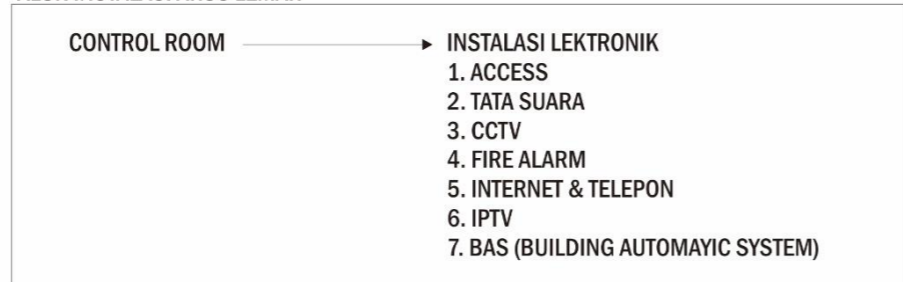 CONTROL ROOM
INSTALASI LEKTRONIK
1. ACCESS
2. TATA SUARA
3. CCTV
4. FIRE ALARM
5. INTERNET & TELEPON
6. IPTV
7. BAS (BUILDING AUTOMAYIC SYSTEM)